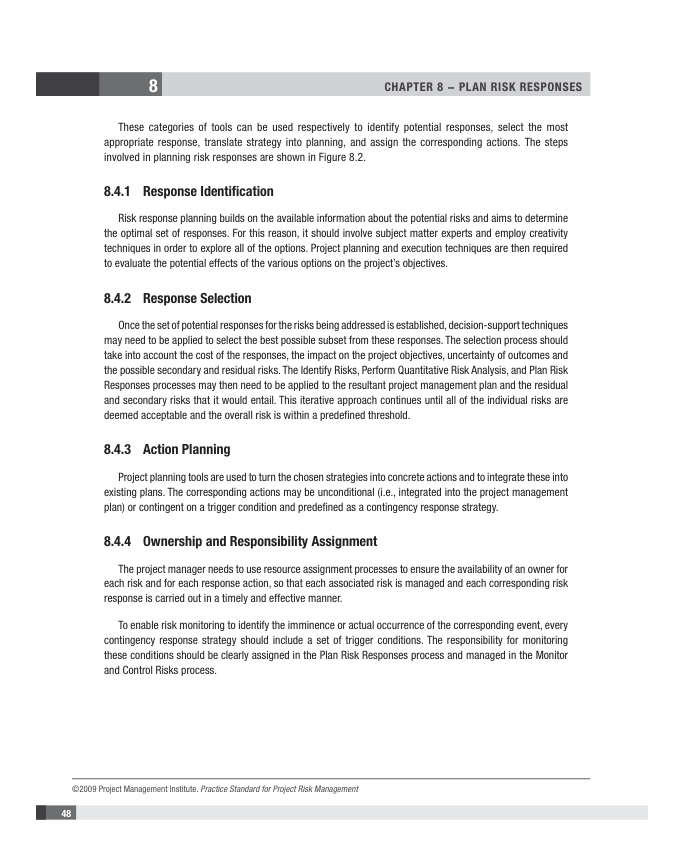 8
CHAPTER 8 – PLAN RISK RESPONSES
These categories of tools can be used respectively to identify potential responses, select the most
appropriate response, translate strategy into planning, and assign the corresponding actions. The steps
involved in planning risk responses are shown in Figure 8.2.
8.4.1 Response Identification
Risk response planning builds on the available information about the potential risks and aims to determine
the optimal set of responses. For this reason, it should involve subject matter experts and employ creativity
techniques in order to explore all of the options. Project planning and execution techniques are then required
to evaluate the potential effects of the various options on the project's objectives.
8.4.2 Response Selection
Once the set of potential responses for the risks being addressed is established, decision-support techniques
may need to be applied to select the best possible subset from these responses. The selection process should
take into account the cost of the responses, the impact on the project objectives, uncertainty of outcomes and
the possible secondary and residual risks. The Identify Risks, Perform Quantitative Risk Analysis, and Plan Risk
Responses processes may then need to be applied to the resultant project management plan and the residual
and secondary risks that it would entail. This iterative approach continues until all of the individual risks are
deemed acceptable and the overall risk is within a predefined threshold.
8.4.3 Action Planning
Project planning tools are used to turn the chosen strategies into concrete actions and to integrate these into
existing plans. The corresponding actions may be unconditional (i.e., integrated into the project management
plan) or contingent on a trigger condition and predefined as a contingency response strategy.
8.4.4 Ownership and Responsibility Assignment
The project manager needs to use resource assignment processes to ensure the availability of an owner for
each risk and for each response action, so that each associated risk is managed and each corresponding risk
response is carried out in a timely and effective manner.
To enable risk monitoring to identify the imminence or actual occurrence of the corresponding event, every
contingency response strategy should include a set of trigger conditions. The responsibility for monitoring
these conditions should be clearly assigned in the Plan Risk Responses process and managed in the Monitor
and Control Risks process.
©2009 Project Management Institute. Practice Standard for Project Risk Management
48